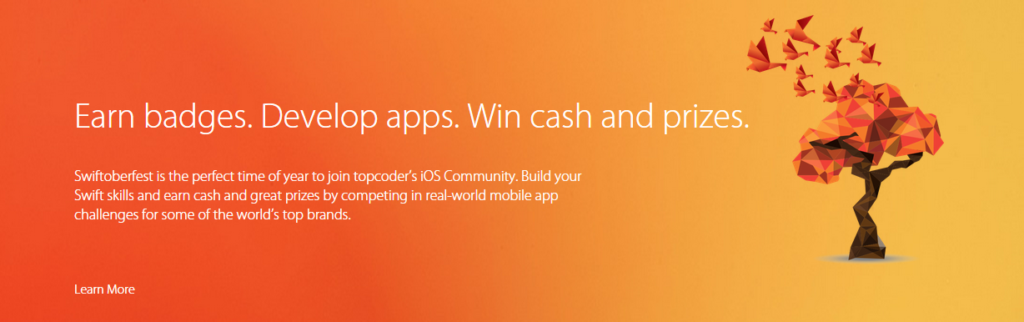 Earn badges. Develop apps. Win cash and prizes.
Swiftoberfest is the perfect time of year to join topcoder's iOS Community. Build your
Swift skills and earn cash and great prizes by competing in real-world mobile app
challenges for some of the world's top brands.
Learn More